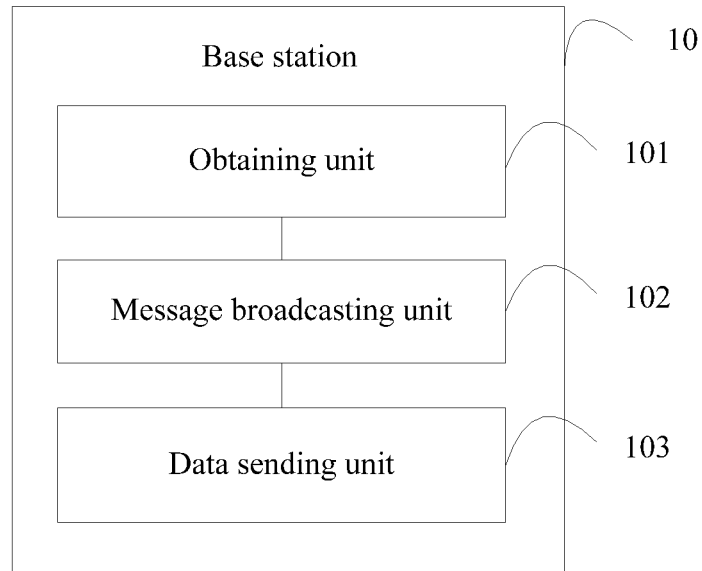 Base station
10
Obtaining unit
101
Message broadcasting unit
102
Data sending unit
103